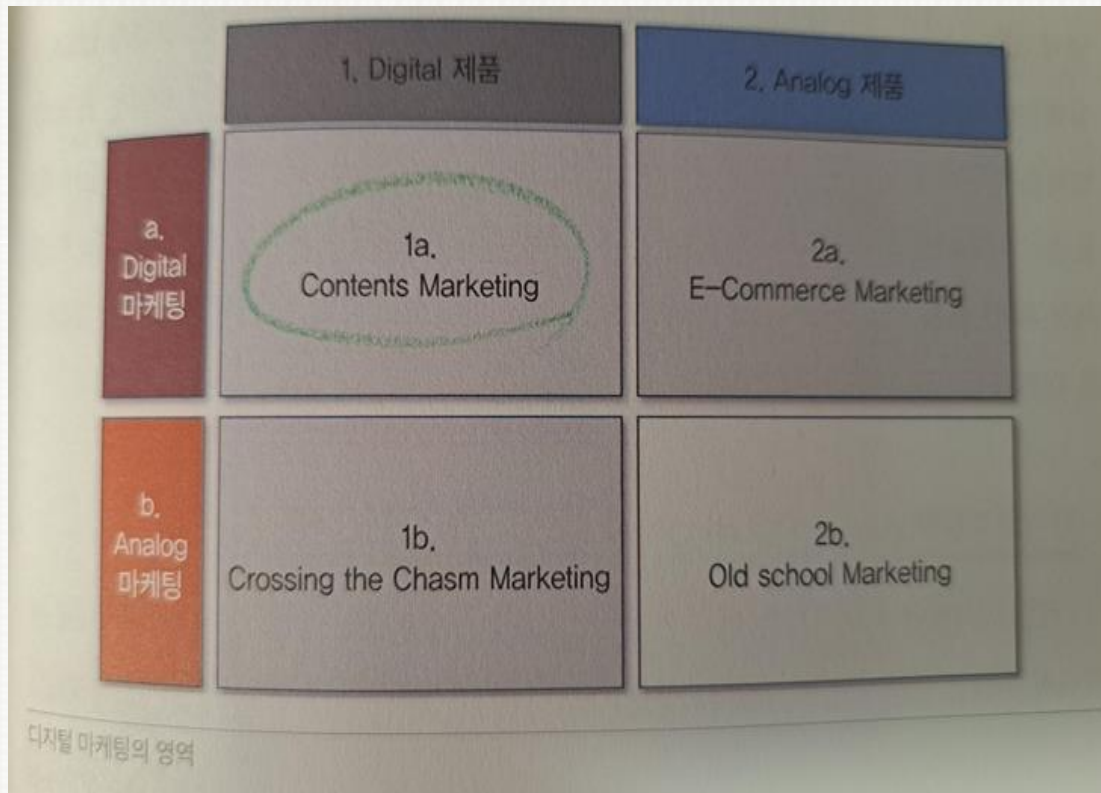 1. Digital 제품
2. Analog 제품
a.
Digital
마케팅
1a.
Contents Marketing
2a.
E-Commerce Marketing
b.
Analog
마케팅
1b.
Crossing the Chasm Marketing
2b.
Old school Marketing
디지털 마케팅의 영역